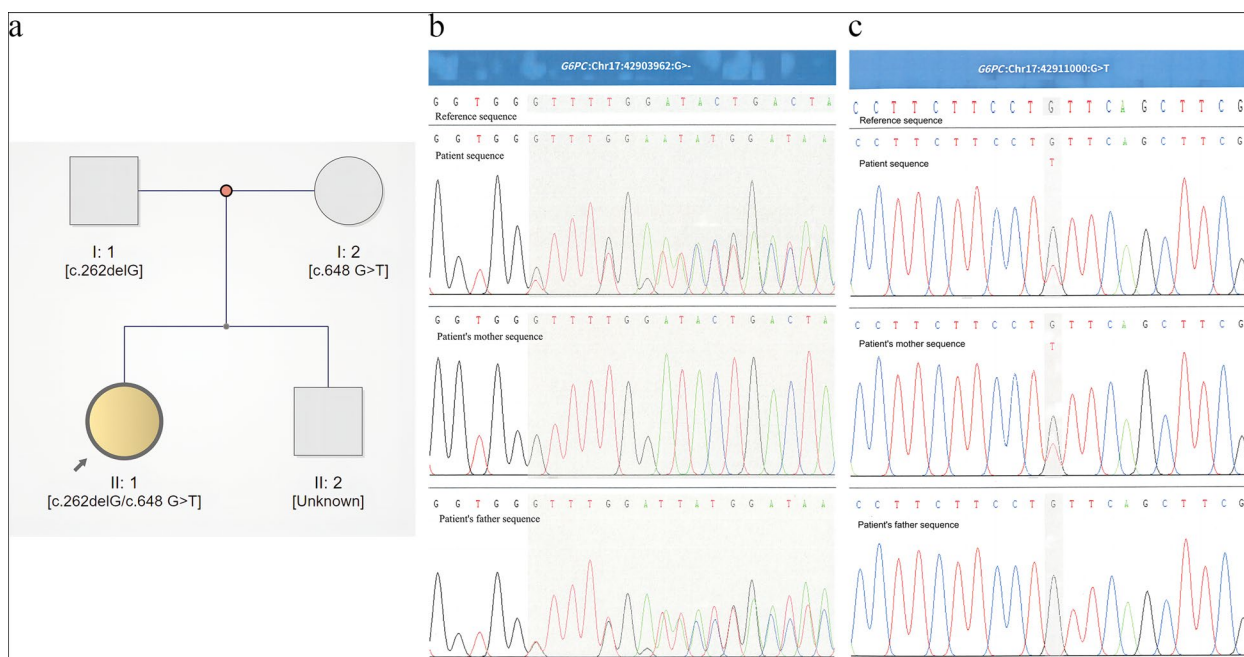 a
I: 1
[c.262delG]
I: 2
[c.648 G>T]
II: 1
[c.262delG/c.648 G>T]
II: 2
[Unknown]
b
G6PC:Chr17:42903962:G>-
G G T G G G T T T T G G A T A C T G A C T A
Reference sequence
G G T G G G T T T G G A A T A T G G A T A A
Patient sequence
G G T G G G T T T T G G A T A C T G A C T A
Patient's mother sequence
G G T G G G T T T G G A T T A T G G A T A A
Patient's father sequence
c
G6PC:Chr17:42911000:G>T
C C T T C T T C C T G T T C A G C T T C G
Reference sequence
C C T T C T T C C T G T T C A G C T T C G
Patient sequence
T
C C T T C T T C C T G T T C A G C T T C G
Patient's mother sequence
T
C C T T C T T C C T G T T C A G C T T C G
Patient's father sequence